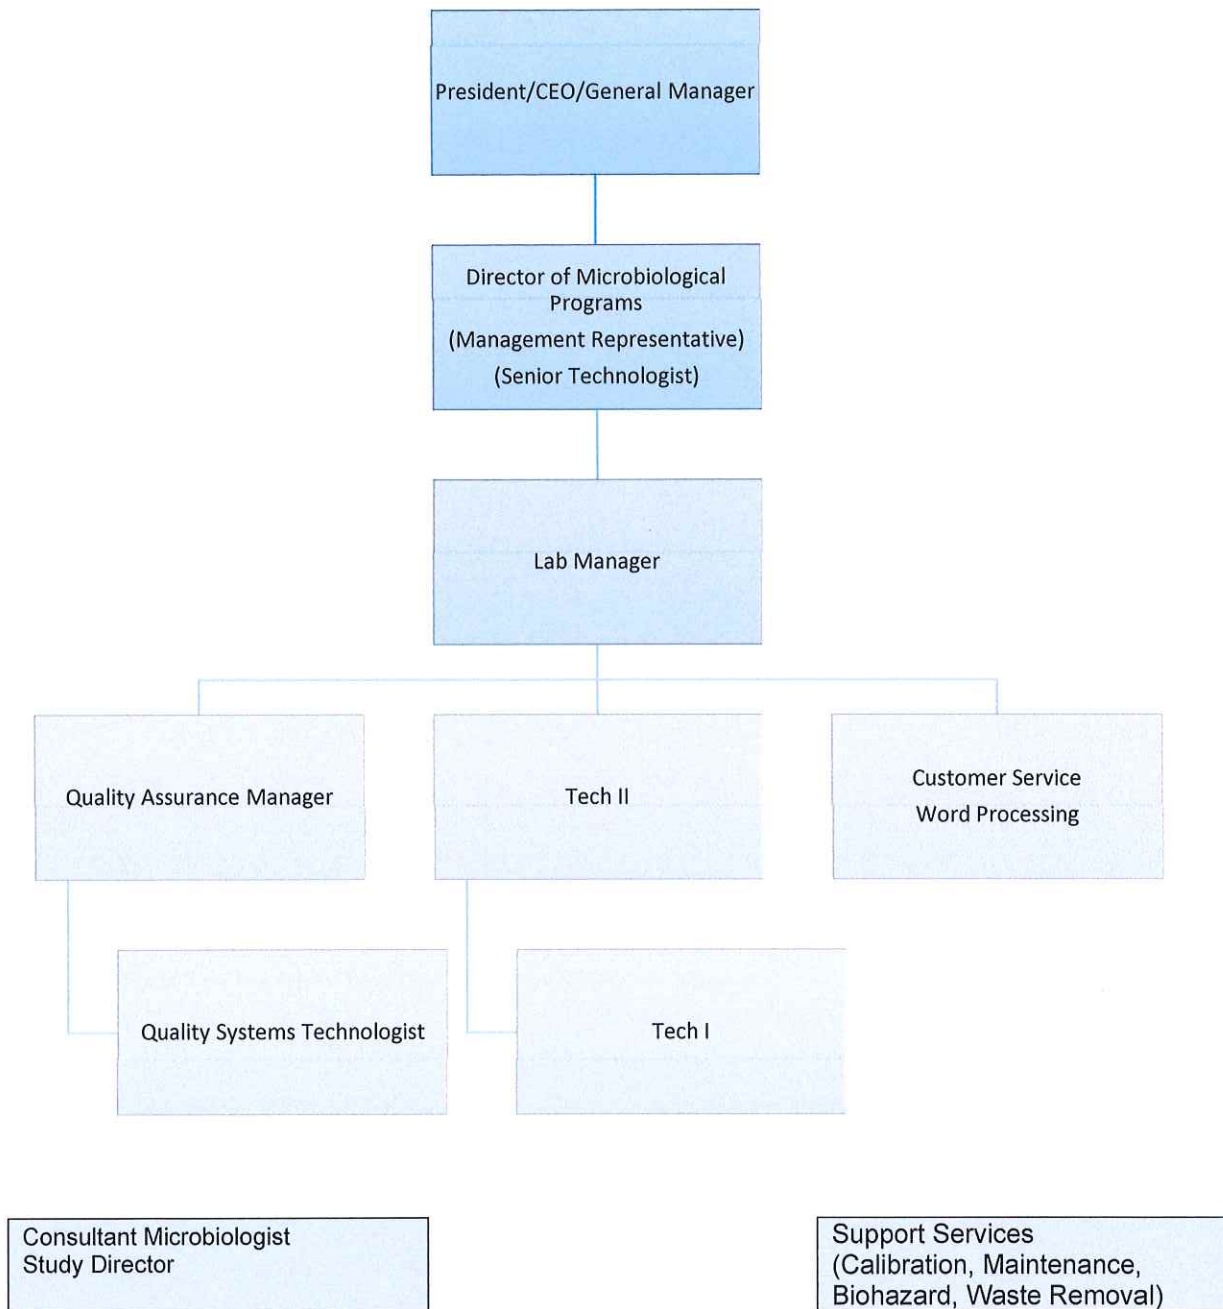 President/CEO/General Manager
Director of Microbiological
Programs
(Management Representative)
(Senior Technologist)
Lab Manager
Quality Assurance Manager
Tech II
Customer Service
Word Processing
Quality Systems Technologist
Tech I
Consultant Microbiologist
Study Director
Support Services
(Calibration, Maintenance,
Biohazard, Waste Removal)